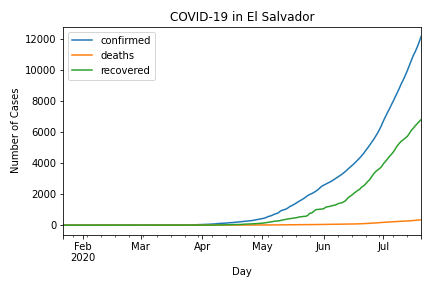 COVID-19 in El Salvador
confirmed
deaths
recovered
Number of Cases
12000
10000
8000
6000
4000
2000
0
Feb Mar Apr May Jun Jul
2020
Day